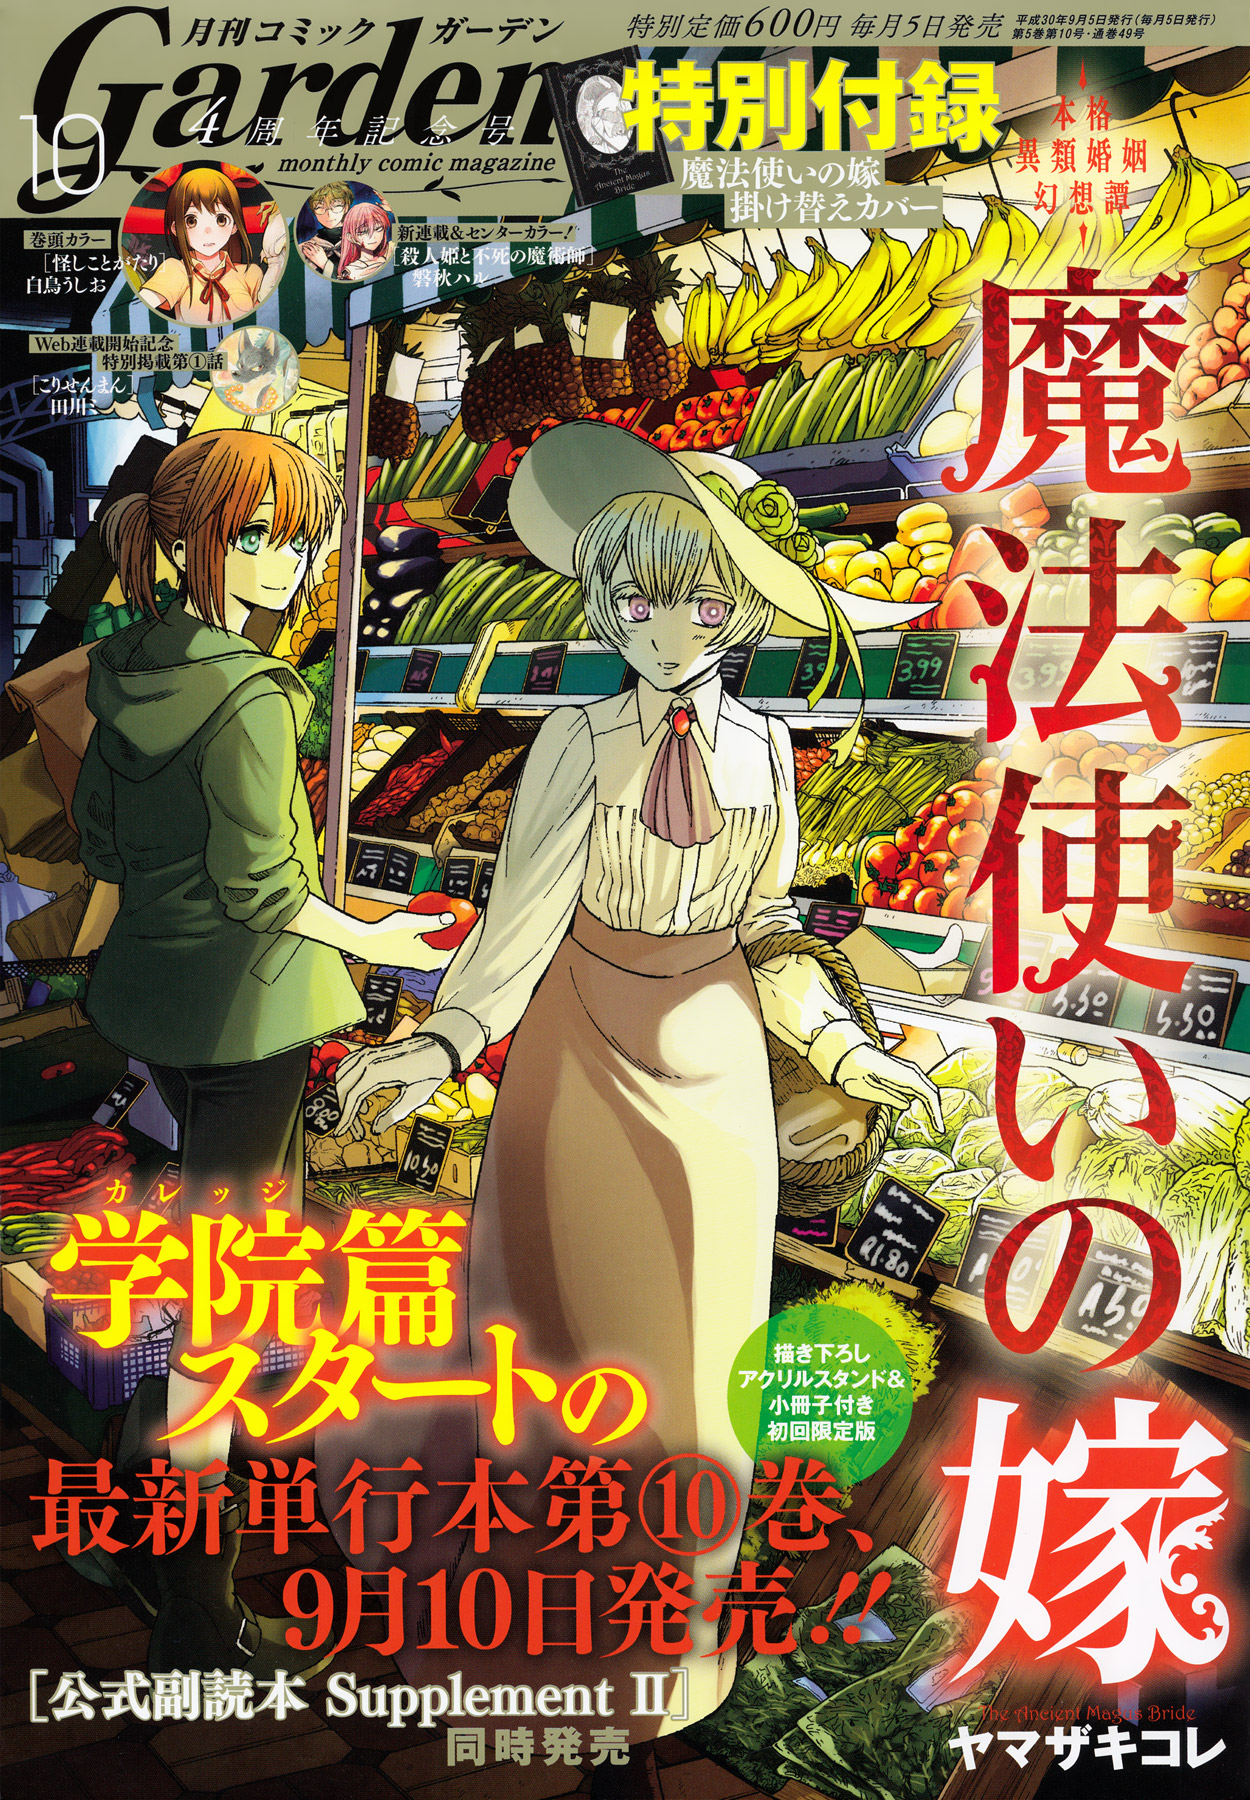 月刊コミック ガーデン
特別定価600円 毎月5日発売
平成30年9月5日発行(毎月5日発行)
第5巻第10号・通巻49号
Garden
10
4周年記念号
monthly comic magazine
The
Ancient Magus
Bride
特別付録
魔法使いの嫁
掛け替えカバー
本格
異類婚姻
幻想譚
巻頭カラー
[怪しことがたり]
白鳥うしお
新連載&センターカラー!
[殺人姫と不死の魔術師]
磐秋ハル
Web連載開始記念
特別掲載第①話
[こりせんまん]
田川ミ
魔法使いの嫁
The Ancient Magus Bride
ヤマザキコレ
3.99
5.50
5.50
10.50
カレッジ
学院篇
スタートの
最新単行本第⑩巻、
9月10日発売!!
描き下ろし
アクリルスタンド&
小冊子付き
初回限定版
[公式副読本 Supplement II]
同時発売